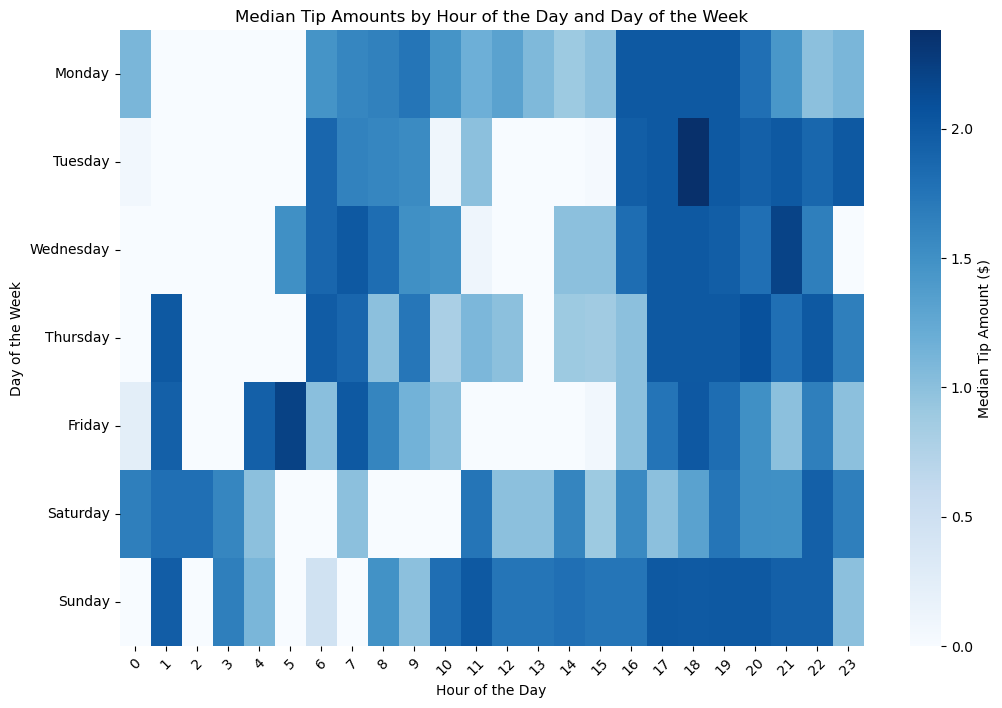 Median Tip Amounts by Hour of the Day and Day of the Week
Day of the Week
Monday
Tuesday
Wednesday
Thursday
Friday
Saturday
Sunday
0 1 2 3 4 5 6 7 8 9 10 11 12 13 14 15 16 17 18 19 20 21 22 23
Hour of the Day
2.0
1.5
1.0
0.5
0.0
Median Tip Amount ($)